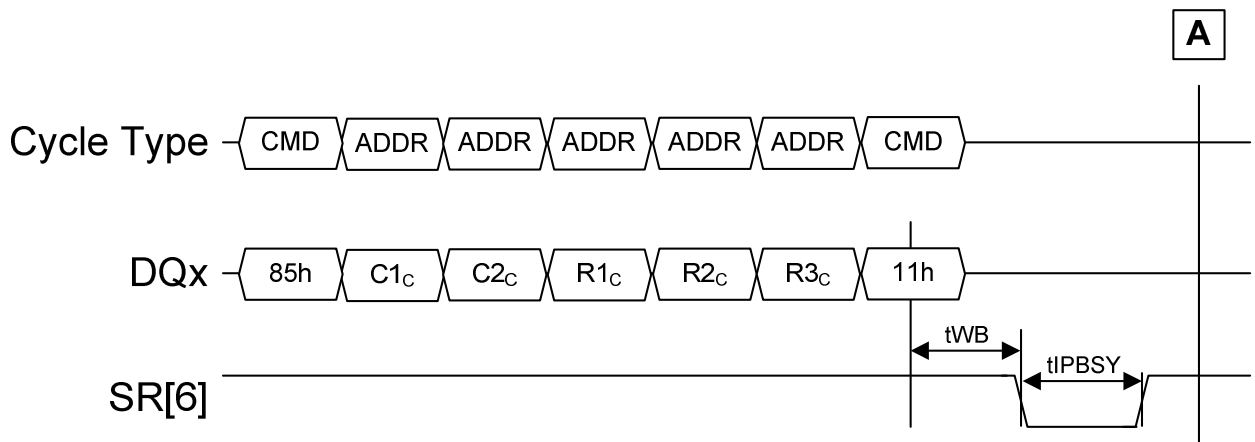 A
Cycle Type CMD ADDR ADDR ADDR ADDR ADDR CMD
DQx 85h C1C C2C R1C R2C R3C 11h
tWB
tIPBSY
SR[6]